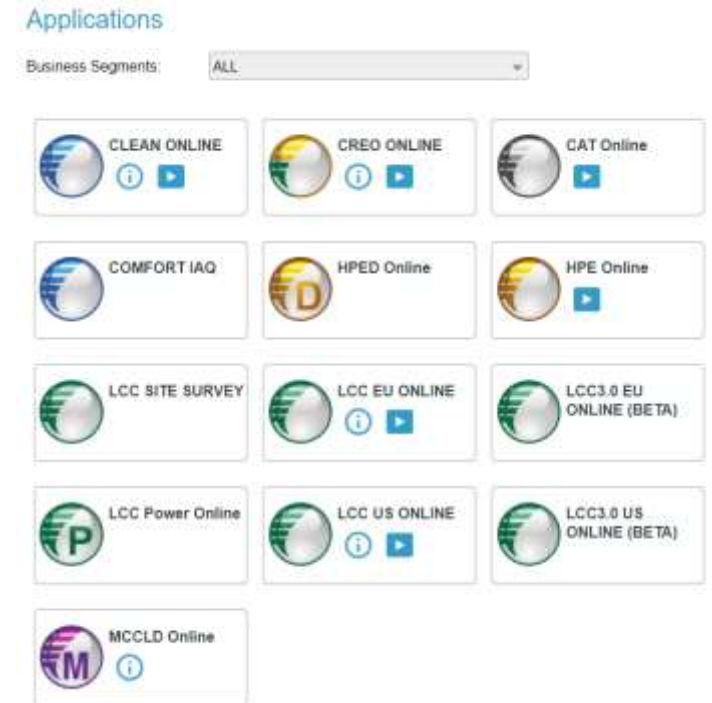 Applications
Business Segments: ALL
CLEAN ONLINE
CREO ONLINE
CAT Online
COMFORT IAQ
HPED Online
D
HPE Online
LCC SITE SURVEY
LCC EU ONLINE
LCC3.0 EU
ONLINE (BETA)
P
LCC Power Online
LCC US ONLINE
LCC3.0 US
ONLINE (BETA)
M
MCCLD Online